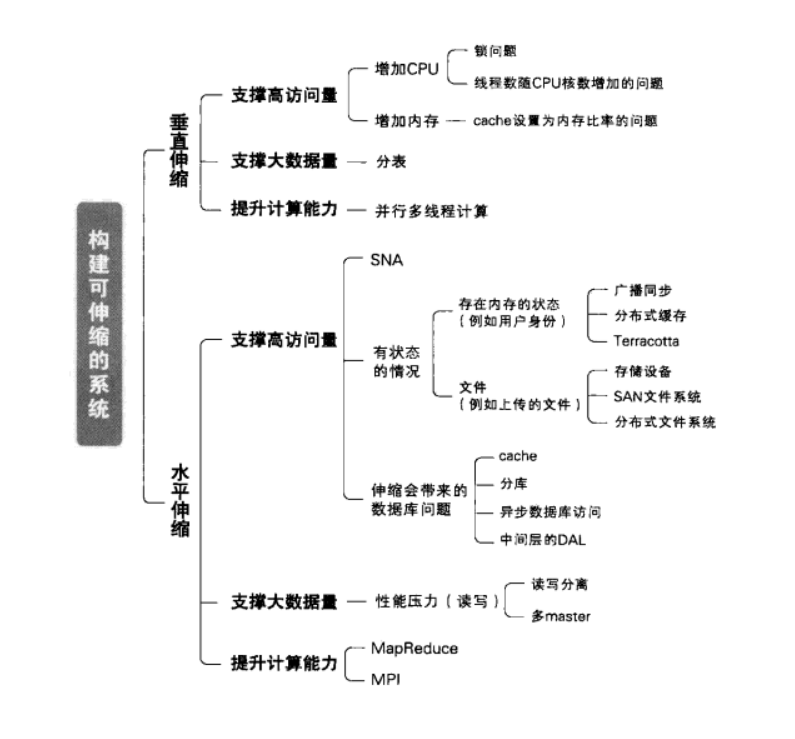 构建可伸缩的系统
垂直伸缩
支撑高访问量
增加CPU
锁问题
线程数随CPU核数增加的问题
增加内存
cache设置为内存比率的问题
支撑大数据量
分表
提升计算能力
并行多线程计算
水平伸缩
支撑高访问量
SNA
有状态
的情况
存在内存的状态
（例如用户身份）
广播同步
分布式缓存
Terracotta
文件
（例如上传的文件）
存储设备
SAN文件系统
分布式文件系统
伸缩会带来的
数据库问题
cache
分库
异步数据库访问
中间层的DAL
支撑大数据量
性能压力（读写）
读写分离
多master
提升计算能力
MapReduce
MPI